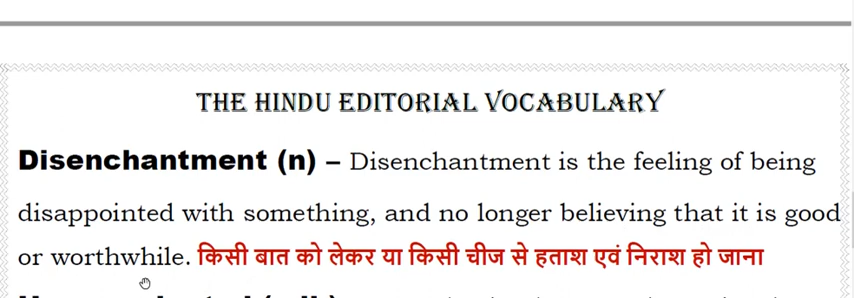 THE HINDU EDITORIAL VOCABULARY
Disenchantment (n) – Disenchantment is the feeling of being
disappointed with something, and no longer believing that it is good
or worthwhile. किसी बात को लेकर या किसी चीज से हताश एवं निराश हो जाना